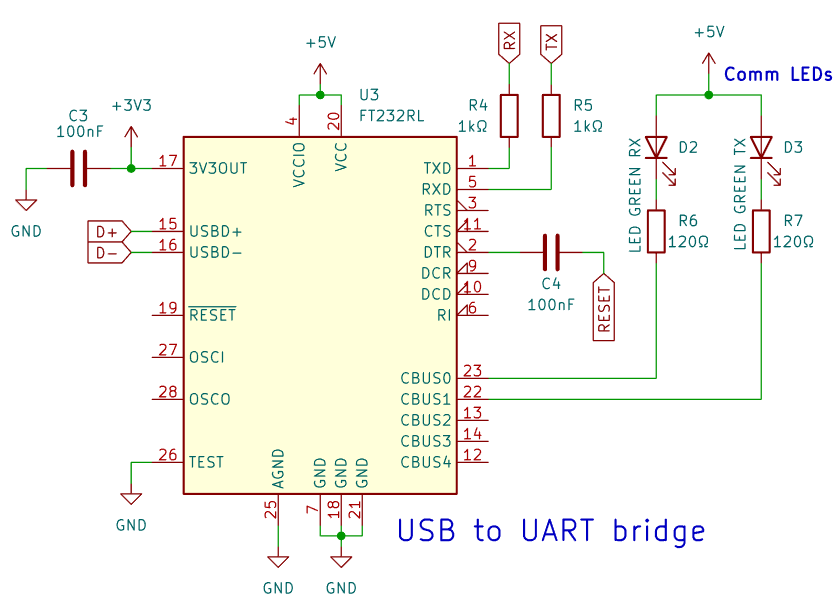 RX
TX
+5V
+5V
Comm LEDs
C3
100nF
+3V3
U3
FT232RL
R4
1kΩ
R5
1kΩ
4
20
VCCIO
VCC
17
3V3OUT
TXD
1
RXD
5
RTS
3
CTS
11
DTR
2
DCR
9
DCD
10
RI
6
GND
D+
15
USBD+
D-
16
USBD-
19
RESET
27
OSCI
28
OSCO
26
TEST
GND
C4
100nF
RESET
LED GREEN RX
D2
LED GREEN TX
D3
R6
120Ω
R7
120Ω
CBUS0
23
CBUS1
22
CBUS2
13
CBUS3
14
CBUS4
12
AGND
GND
GND
GND
25
7
18
21
USB to UART bridge
GND
GND